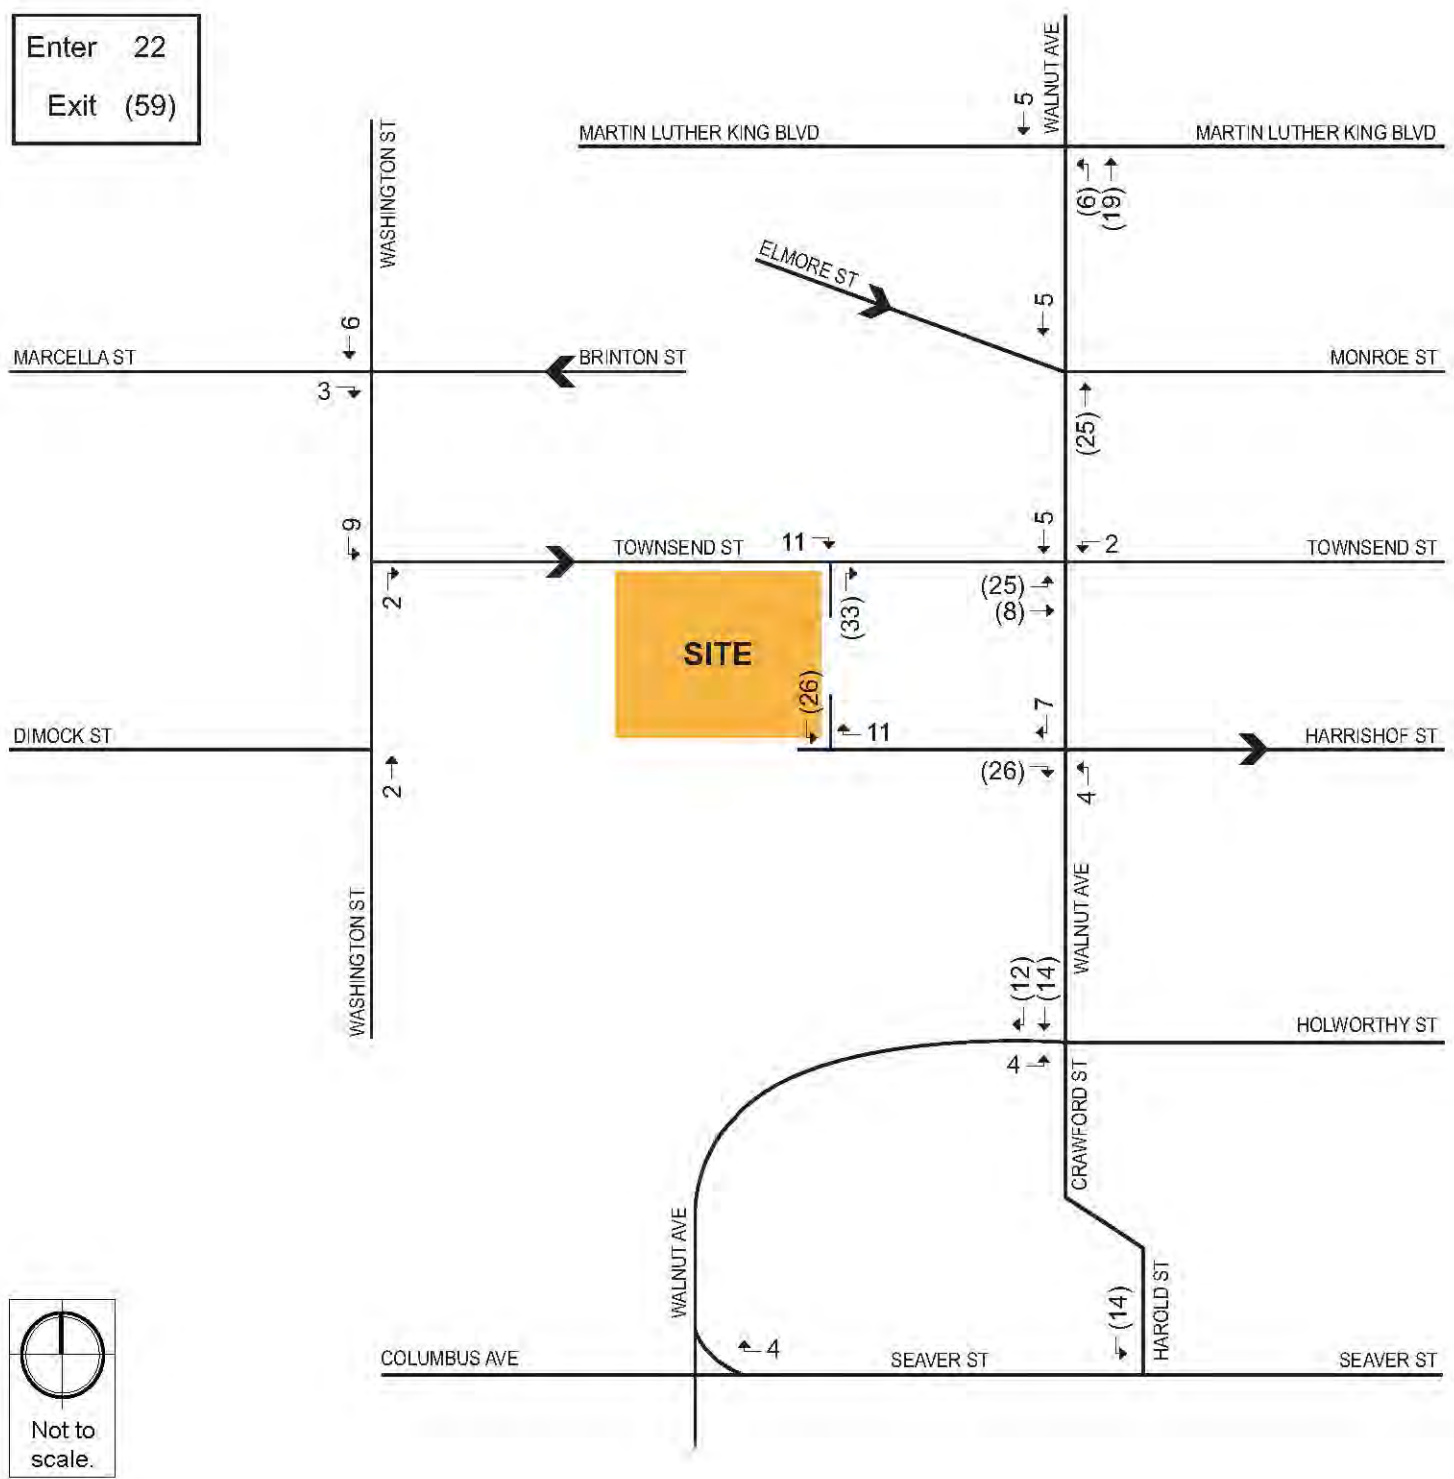 Enter 22
Exit (59)
WASHINGTON ST
WALNUT AVE
5
MARTIN LUTHER KING BLVD
MARTIN LUTHER KING BLVD
(6)
(19)
ELMORE ST
5
6
MARCELLA ST
BRINTON ST
MONROE ST
3
(25)
9
5
TOWNSEND ST
11
2
TOWNSEND ST
2
(33)
(25)
(8)
SITE
(26)
7
DIMOCK ST
11
HARRISHOF ST
2
(26)
4
WASHINGTON ST
WALNUT AVE
(12)
(14)
HOLWORTHY ST
4
CRAWFORD ST
WALNUT AVE
HAROLD ST
(14)
4
COLUMBUS AVE
SEAVER ST
SEAVER ST
Not to
scale.